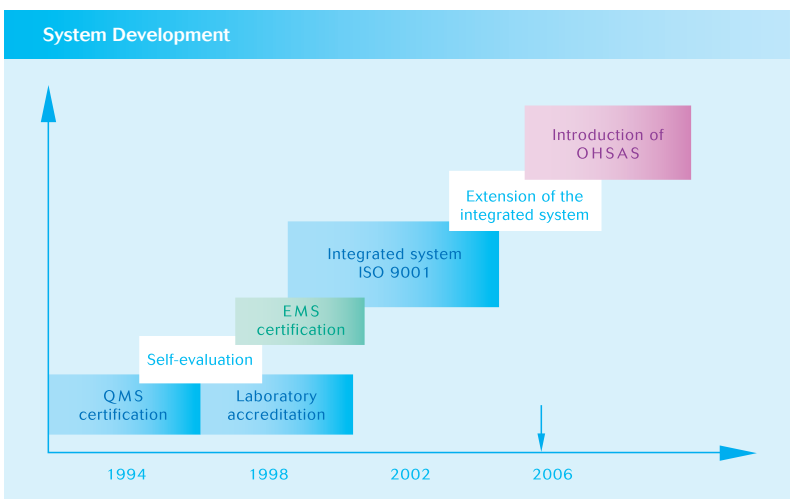 System Development
Introduction of
OHSAS
Extension of the
integrated system
Integrated system
ISO 9001
EMS
certification
Self-evaluation
QMS
certification
Laboratory
accreditation
1994
1998
2002
2006